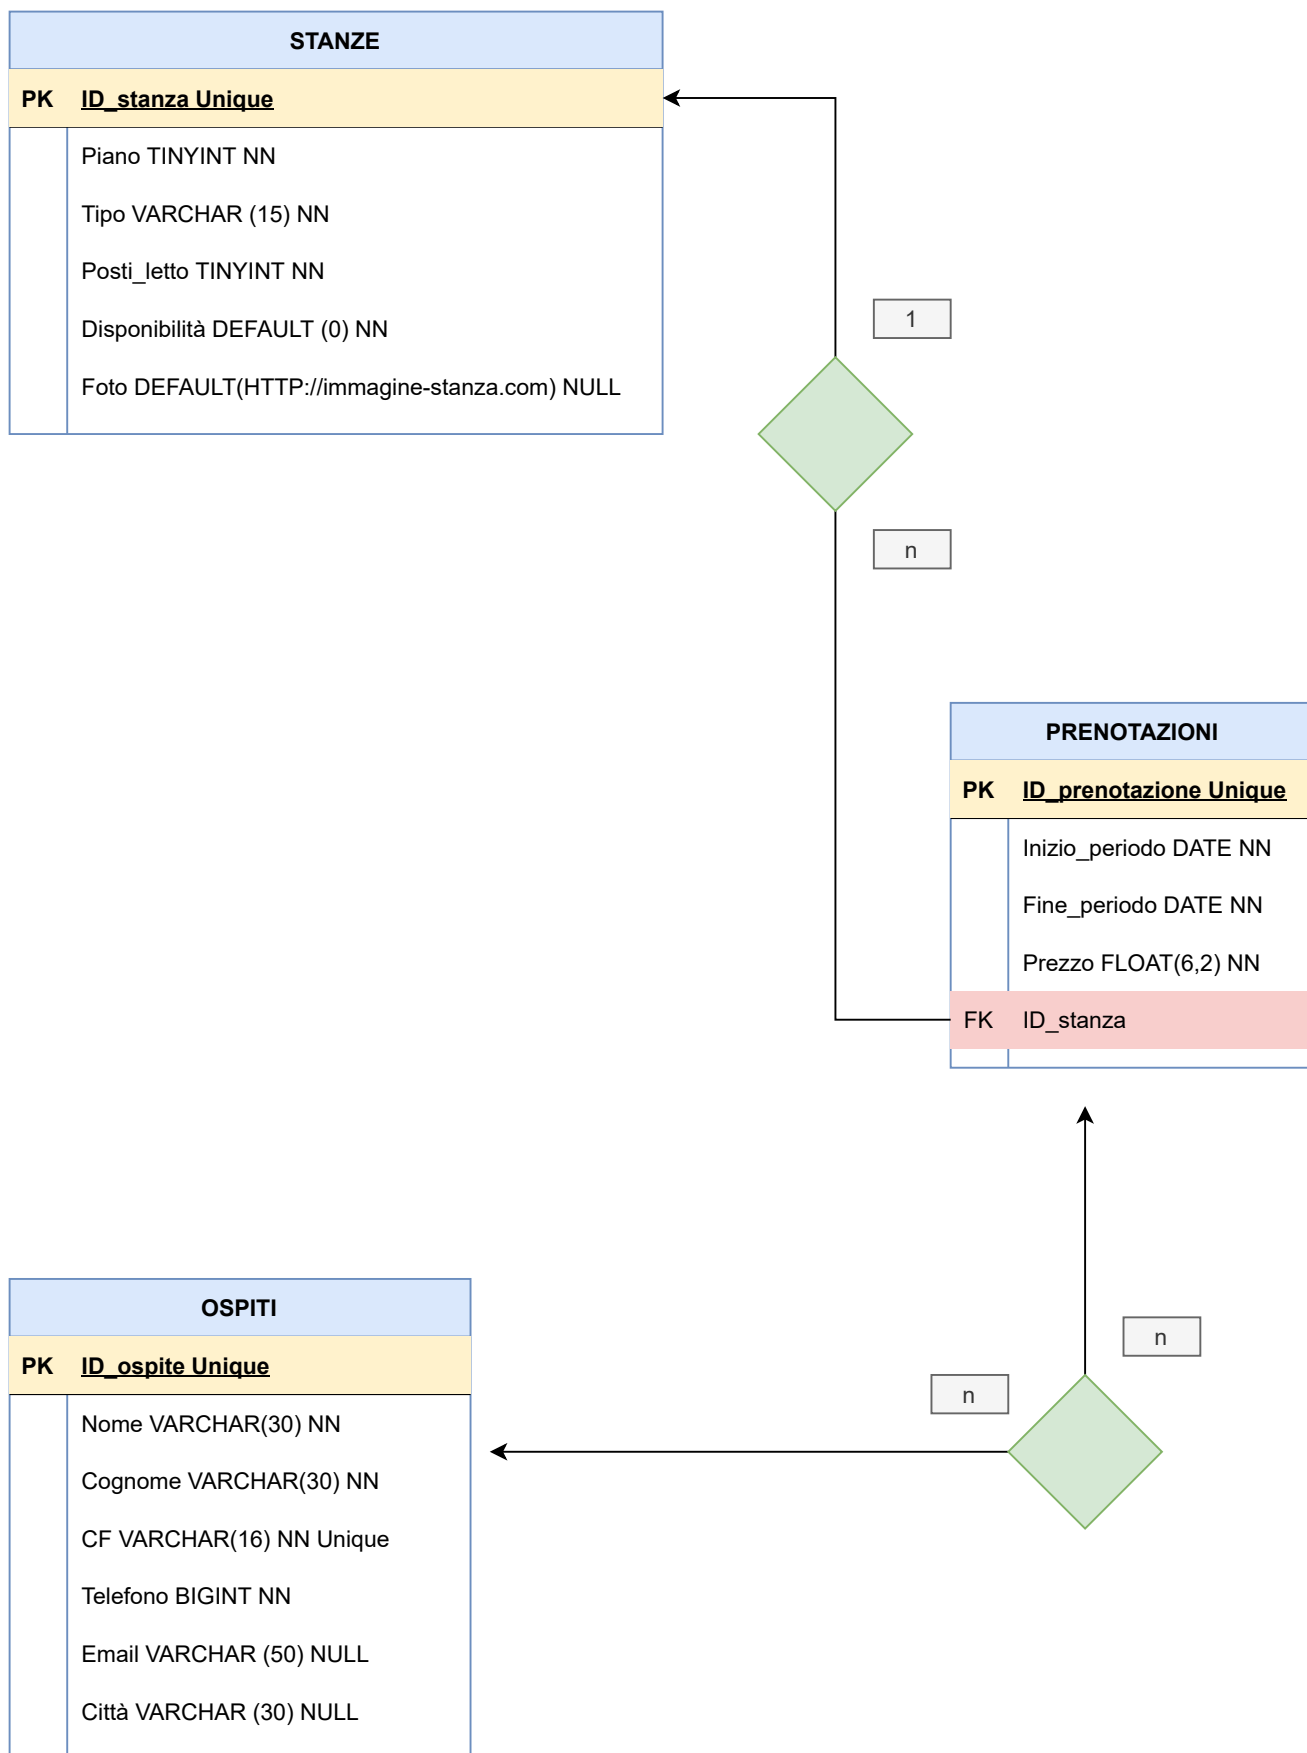 STANZE
PK ID_stanza Unique
Piano TINYINT NN
Tipo VARCHAR (15) NN
Posti_letto TINYINT NN
Disponibilità DEFAULT (0) NN
Foto DEFAULT(HTTP://immagine-stanza.com) NULL
1
n
PRENOTAZIONI
PK ID_prenotazione Unique
Inizio_periodo DATE NN
Fine_periodo DATE NN
Prezzo FLOAT(6,2) NN
FK ID_stanza
n
n
OSPITI
PK ID_ospite Unique
Nome VARCHAR(30) NN
Cognome VARCHAR(30) NN
CF VARCHAR(16) NN Unique
Telefono BIGINT NN
Email VARCHAR (50) NULL
Città VARCHAR (30) NULL